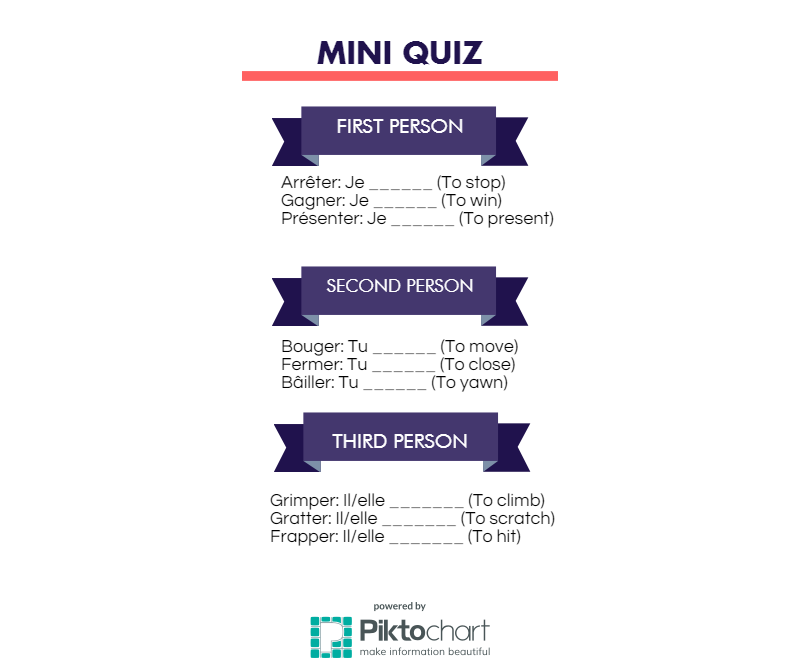 MINI QUIZ
FIRST PERSON
Arrêter: Je ______ (To stop)
Gagner: Je ______ (To win)
Présenter: Je ______ (To present)
SECOND PERSON
Bouger: Tu ______ (To move)
Fermer: Tu ______ (To close)
Bâiller: Tu ______ (To yawn)
THIRD PERSON
Grimper: Il/elle _______ (To climb)
Gratter: Il/elle _______ (To scratch)
Frapper: Il/elle _______ (To hit)
powered by
Piktochart
make information beautiful